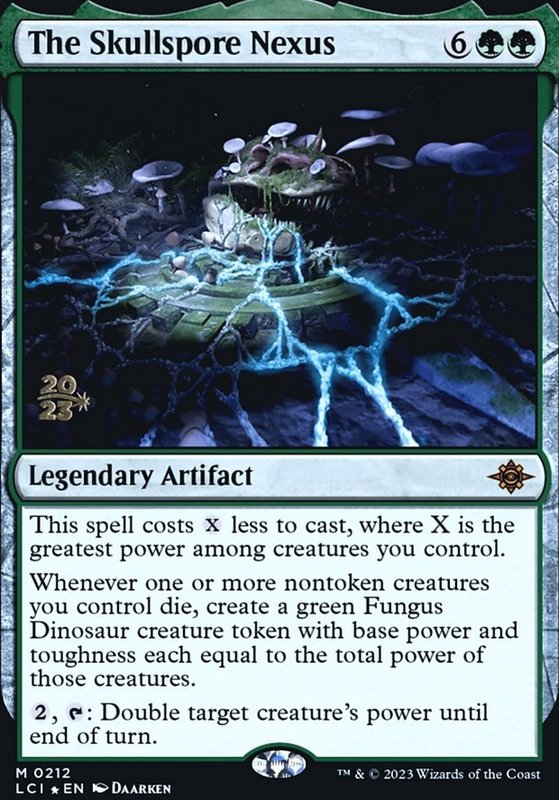 The Skullspore Nexus 6
20
23
Legendary Artifact
This spell costs X less to cast, where X is the
greatest power among creatures you control.
Whenever one or more nontoken creatures
you control die, create a green Fungus
Dinosaur creature token with base power and
toughness each equal to the total power of
those creatures.
2, : Double target creature's power until
end of turn.
M 0212
LCI ★ EN DAARKEN
™ & © 2023 Wizards of the Coast